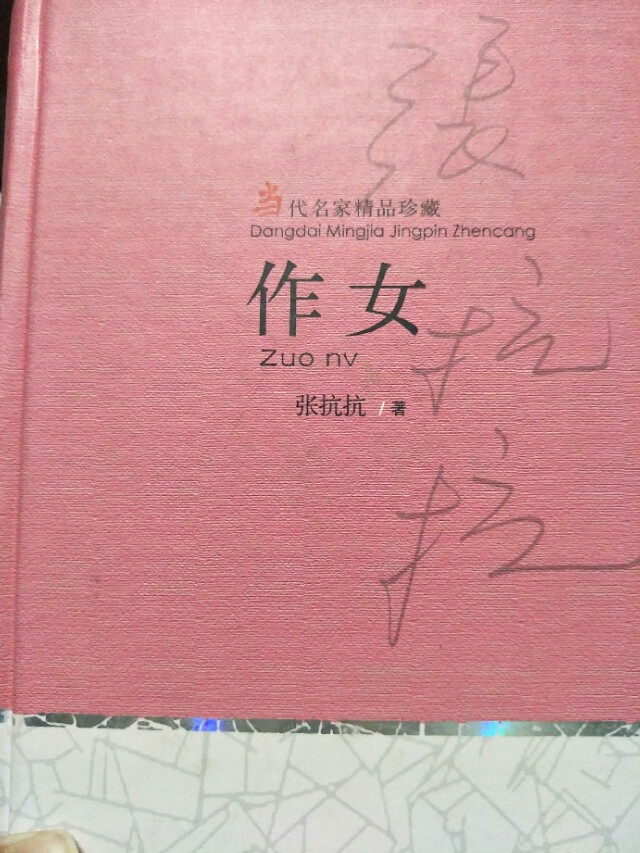 当代名家精品珍藏
Dangdai Mingjia Jingpin Zhencang
作女
Zuo nv
张抗抗 / 著
張
抗
抗